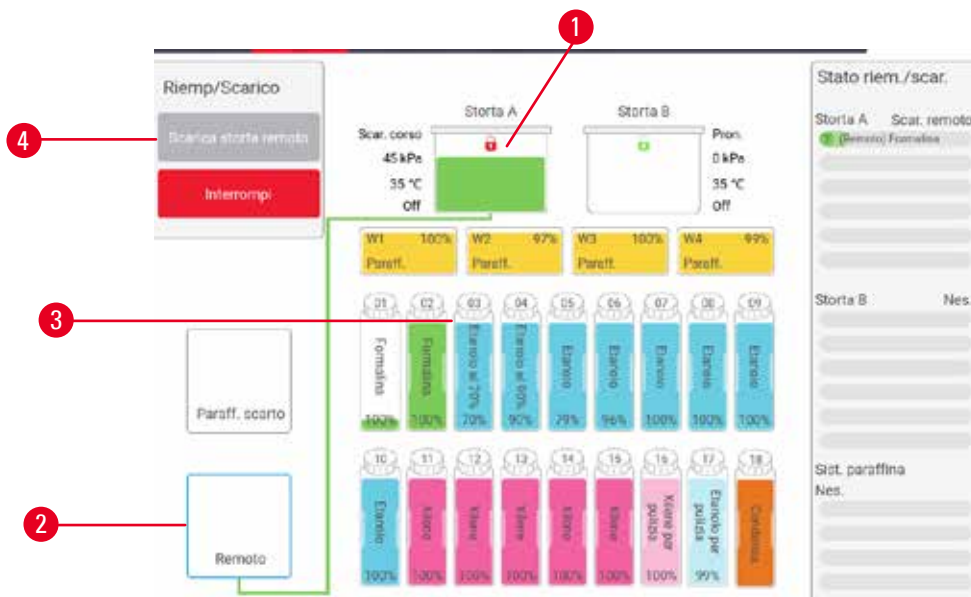 1
Riemp/Scarico
Scarica storta remoto
Interrompi
4
Storta A
Scar. corso
45 kPa
35 °C
Off
Storta B
Pron.
0 kPa
35 °C
Off
W1 100%
Paraff.
W2 97%
Paraff.
W3 100%
Paraff.
W4 99%
Paraff.
3
01
Formalina
100%
02
Formalina
100%
03
Etanolo al 70%
70%
04
Etanolo al 90%
90%
05
Etanolo
79%
06
Etanolo
96%
07
Etanolo
100%
08
Etanolo
100%
09
Etanolo
100%
10
Etanolo
100%
11
Xilene
100%
12
Xilene
100%
13
Xilene
100%
14
Xilene
100%
15
Xilene
100%
16
Xilene per pulizia
100%
17
Etanolo per pulizia
99%
18
Condensa
Paraff. scarto
2
Remoto
Stato riem./scar.
Storta A Scar. remoto
(Remoto) Formalina
Storta B Nes.
Sist. paraffina
Nes.